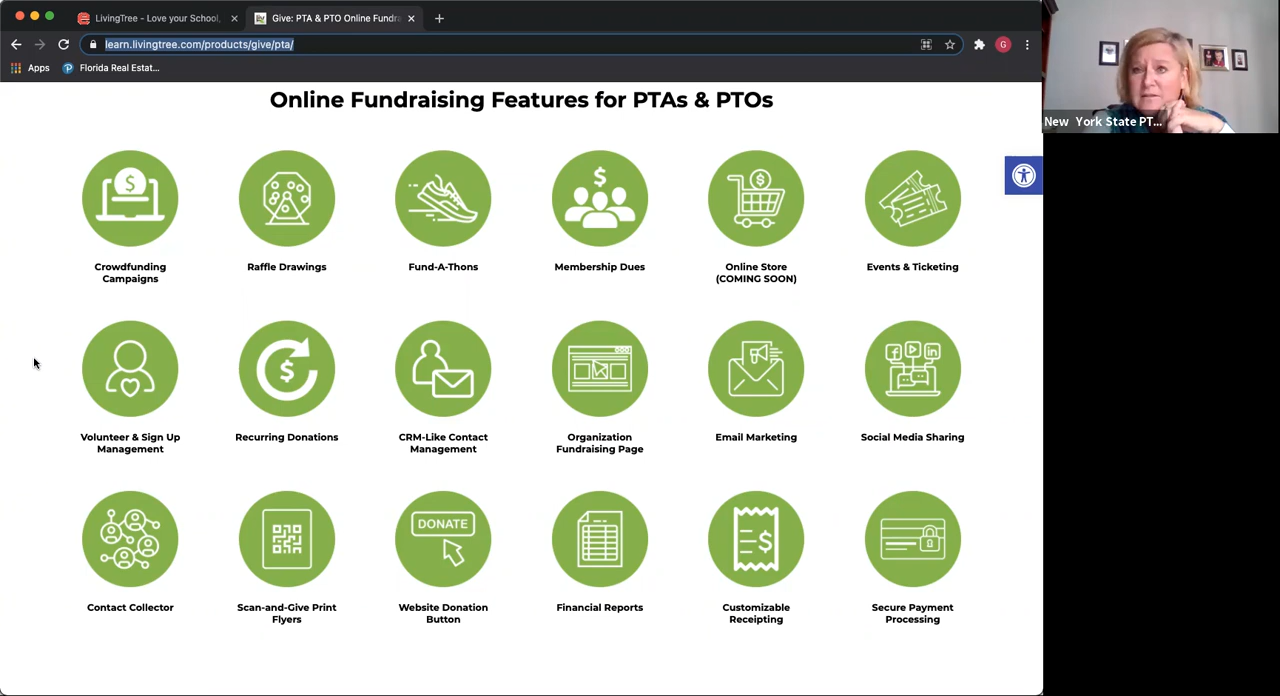 LivingTree - Love your School,
Give: PTA & PTO Online Fundra
learn.livingtree.com/products/give/pta/
G
Apps
Florida Real Estat...
New York State PT...
Online Fundraising Features for PTAs & PTOs
$
$
$
Crowdfunding
Campaigns
Raffle Drawings
Fund-A-Thons
Membership Dues
Online Store
(COMING SOON)
Events & Ticketing
$
f
in
Volunteer & Sign Up
Management
Recurring Donations
CRM-Like Contact
Management
Organization
Fundraising Page
Email Marketing
Social Media Sharing
DONATE
$
Contact Collector
Scan-and-Give Print
Flyers
Website Donation
Button
Financial Reports
Customizable
Receipting
Secure Payment
Processing